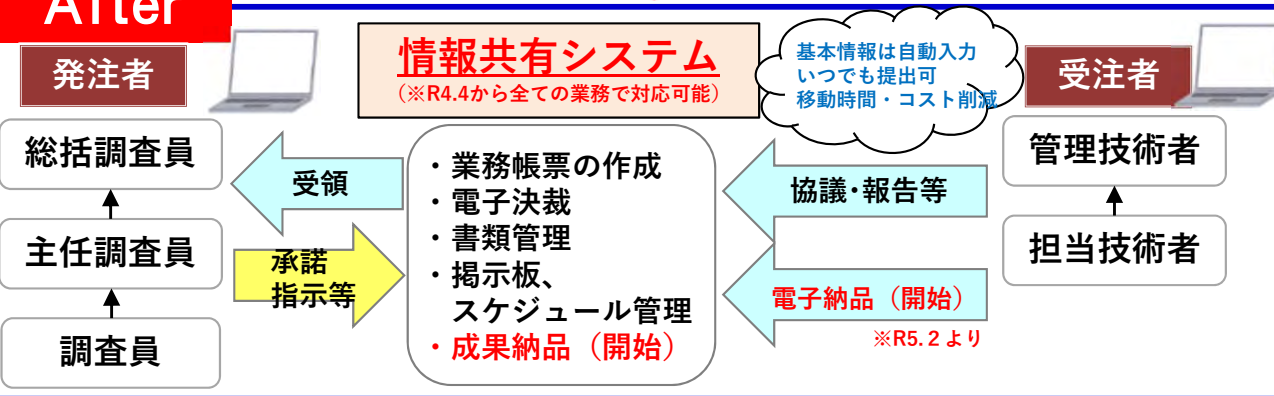 After
発注者
情報共有システム
（※R4.4から全ての業務で対応可能）
基本情報は自動入力
いつでも提出可
移動時間・コスト削減
受注者
総括調査員
主任調査員
調査員
受領
承諾
指示等
・業務帳票の作成
・電子決裁
・書類管理
・掲示板、
スケジュール管理
・成果納品（開始）
協議･報告等
電子納品（開始）
※R5.2より
管理技術者
担当技術者